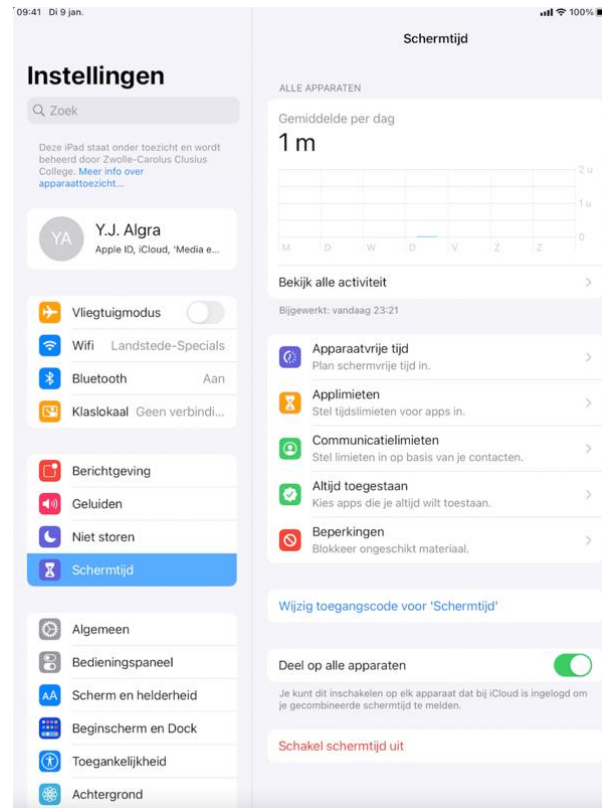 09:41 Di 9 jan.
100%
Instellingen
Zoek
Deze iPad staat onder toezicht en wordt
beheerd door Zwolle-Carolus Clusius
College. Meer info over
apparaattoezicht...
YA
Y.J. Algra
Apple ID, iCloud, 'Media e...
Vliegtuigmodus
Wifi Landstede-Specials
Bluetooth Aan
Klaslokaal Geen verbindi...
Berichtgeving
Geluiden
Niet storen
Schermtijd
Algemeen
Bedieningspaneel
AA Scherm en helderheid
Beginscherm en Dock
Toegankelijkheid
Achtergrond
Schermtijd
ALLE APPARATEN
Gemiddelde per dag
1 m
2 u
1 u
0
M D W D V Z Z
Bekijk alle activiteit
Bijgewerkt: vandaag 23:21
Apparaatvrije tijd
Plan schermvrije tijd in.
Applimieten
Stel tijdslimieten voor apps in.
Communicatielimieten
Stel limieten in op basis van je contacten.
Altijd toegestaan
Kies apps die je altijd wilt toestaan.
Beperkingen
Blokkeer ongeschikt materiaal.
Wijzig toegangscode voor 'Schermtijd'
Deel op alle apparaten
Je kunt dit inschakelen op elk apparaat dat bij iCloud is ingelogd om
je gecombineerde schermtijd te melden.
Schakel schermtijd uit